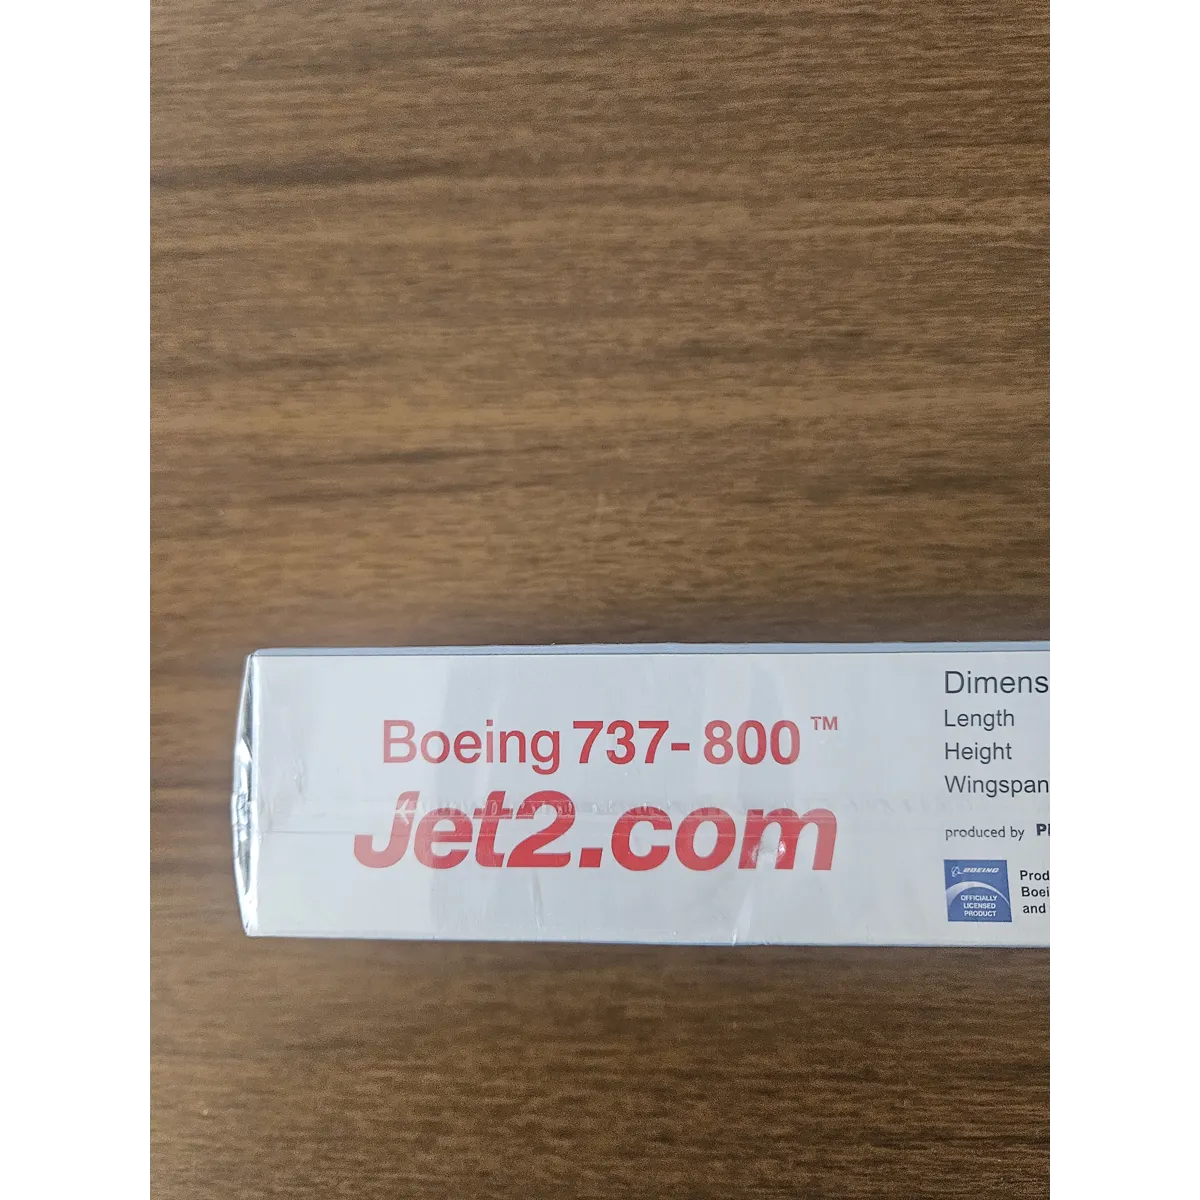 Boeing 737-800™
Jet2.com
Dimens
Length
Height
Wingspan
produced by
BOEING
OFFICIALLY
LICENSED
PRODUCT
Prod
Boei
and